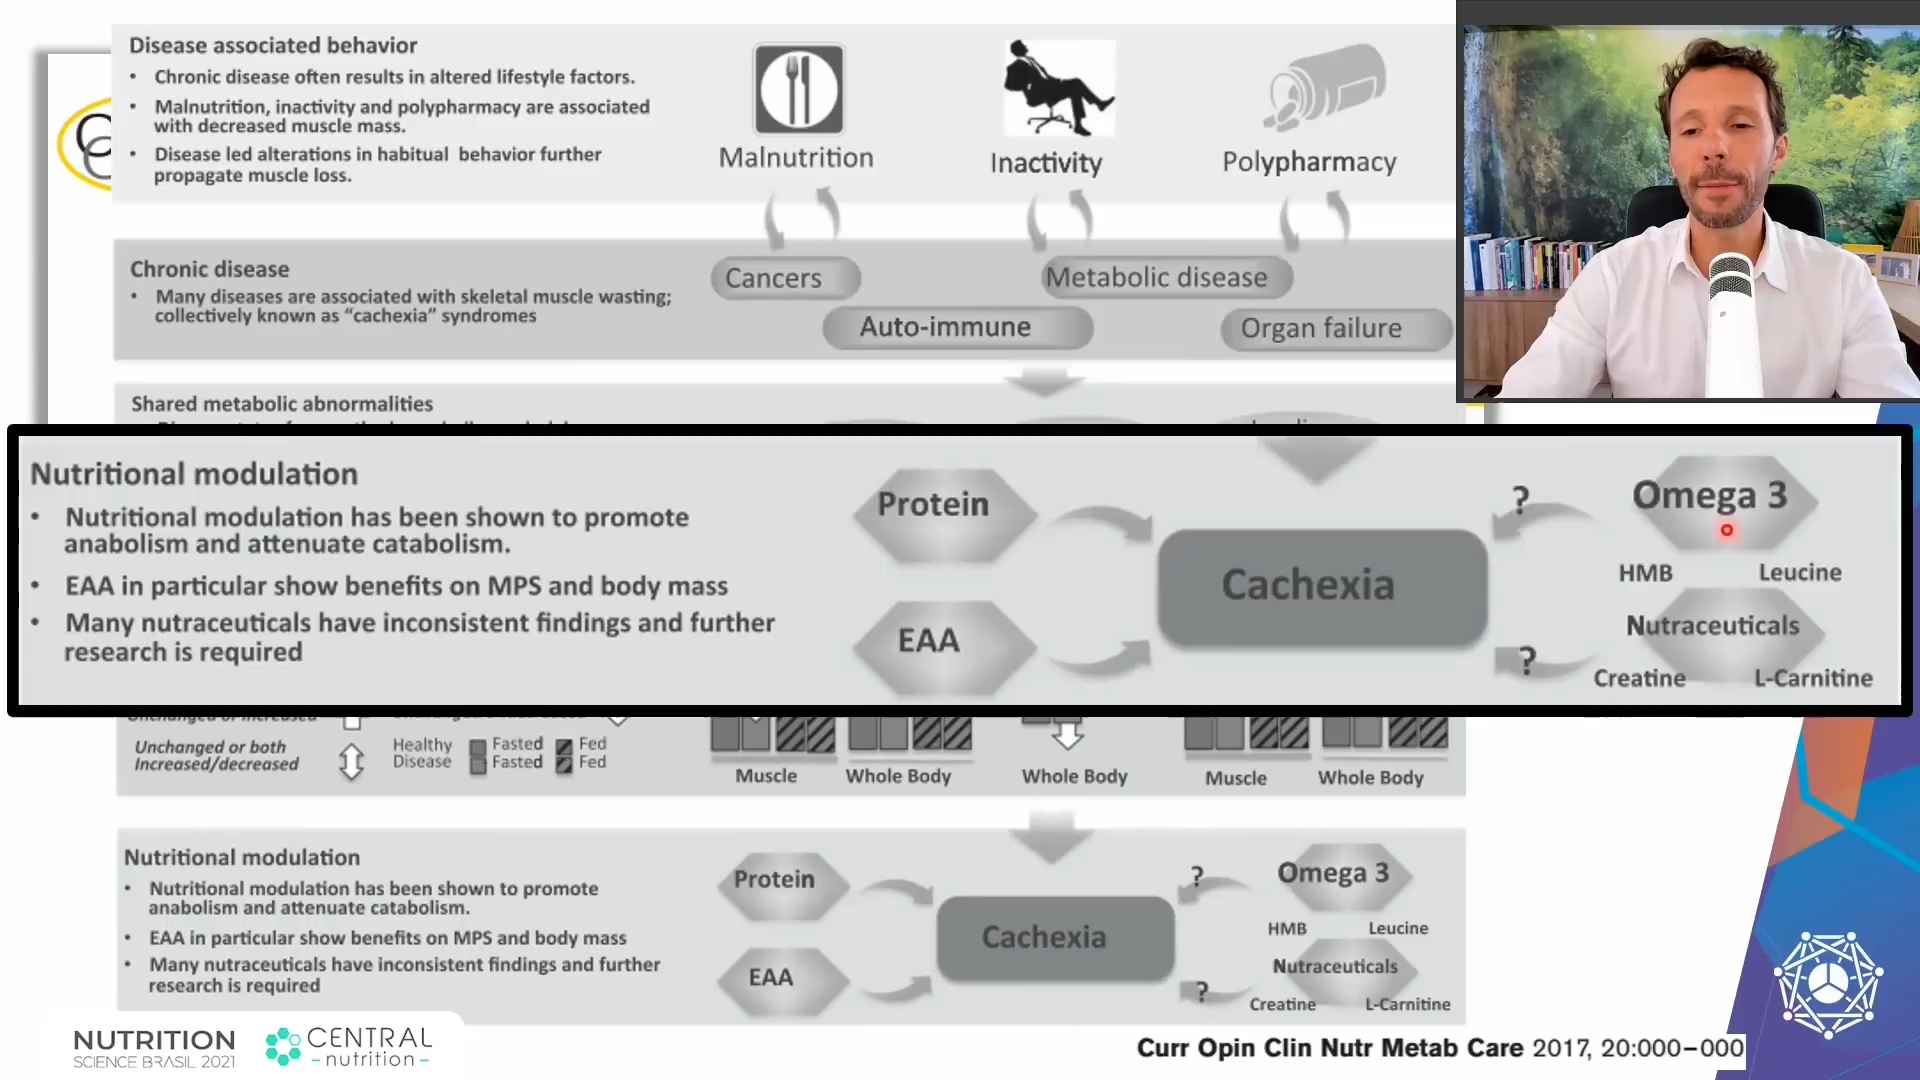 Disease associated behavior
• Chronic disease often results in altered lifestyle factors.
• Malnutrition, inactivity and polypharmacy are associated
with decreased muscle mass.
• Disease led alterations in habitual behavior further
propagate muscle loss.
Malnutrition
Inactivity
Polypharmacy
Chronic disease
• Many diseases are associated with skeletal muscle wasting;
collectively known as “cachexia” syndromes
Cancers
Metabolic disease
Auto-immune
Organ failure
Shared metabolic abnormalities
Nutritional modulation
• Nutritional modulation has been shown to promote
anabolism and attenuate catabolism.
• EAA in particular show benefits on MPS and body mass
• Many nutraceuticals have inconsistent findings and further
research is required
Protein
EAA
Cachexia
?
?
Omega 3
HMB Leucine
Nutraceuticals
Creatine L-Carnitine
Unchanged or both
Increased/decreased
Healthy Fasted Fed
Disease Fasted Fed
Muscle Whole Body Whole Body Muscle Whole Body
Nutritional modulation
• Nutritional modulation has been shown to promote
anabolism and attenuate catabolism.
• EAA in particular show benefits on MPS and body mass
• Many nutraceuticals have inconsistent findings and further
research is required
Protein
EAA
Cachexia
?
?
Omega 3
HMB Leucine
Nutraceuticals
Creatine L-Carnitine
NUTRITION
SCIENCE BRASIL 2021
CENTRAL
nutrition
Curr Opin Clin Nutr Metab Care 2017, 20:000–000